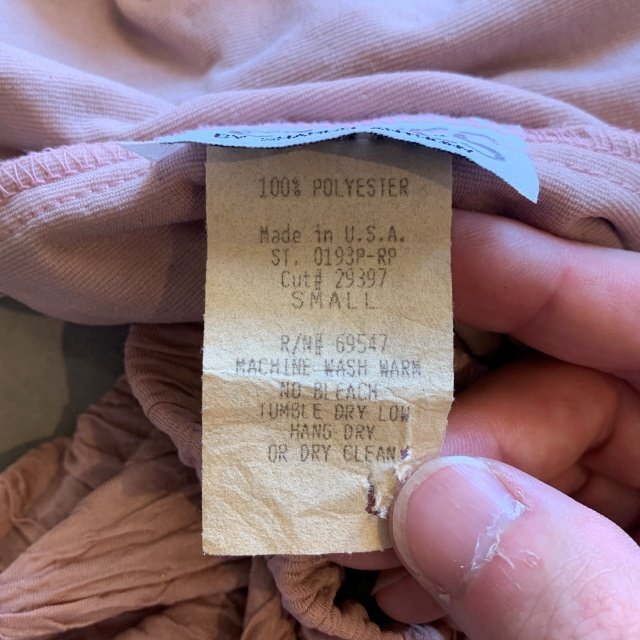 100% POLYESTER
Made in U.S.A.
ST. 0193P-RP
Cut# 29397
SMALL
R/N# 69547
MACHINE WASH WARM
NO BLEACH
TUMBLE DRY LOW
HANG DRY
OR DRY CLEAN